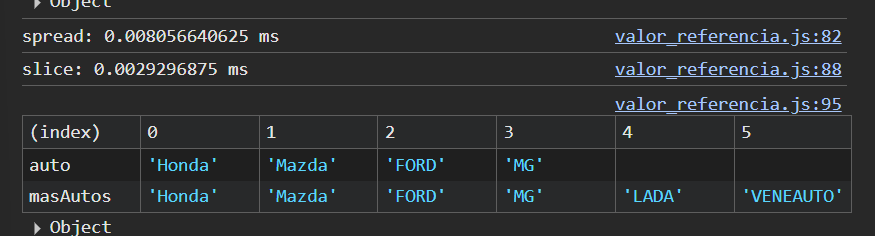 Object
spread: 0.008056640625 ms valor_referencia.js:82
slice: 0.0029296875 ms valor_referencia.js:88
valor_referencia.js:95
(index) 0 1 2 3 4 5
auto 'Honda' 'Mazda' 'FORD' 'MG'
masAutos 'Honda' 'Mazda' 'FORD' 'MG' 'LADA' 'VENEAUTO'
Object